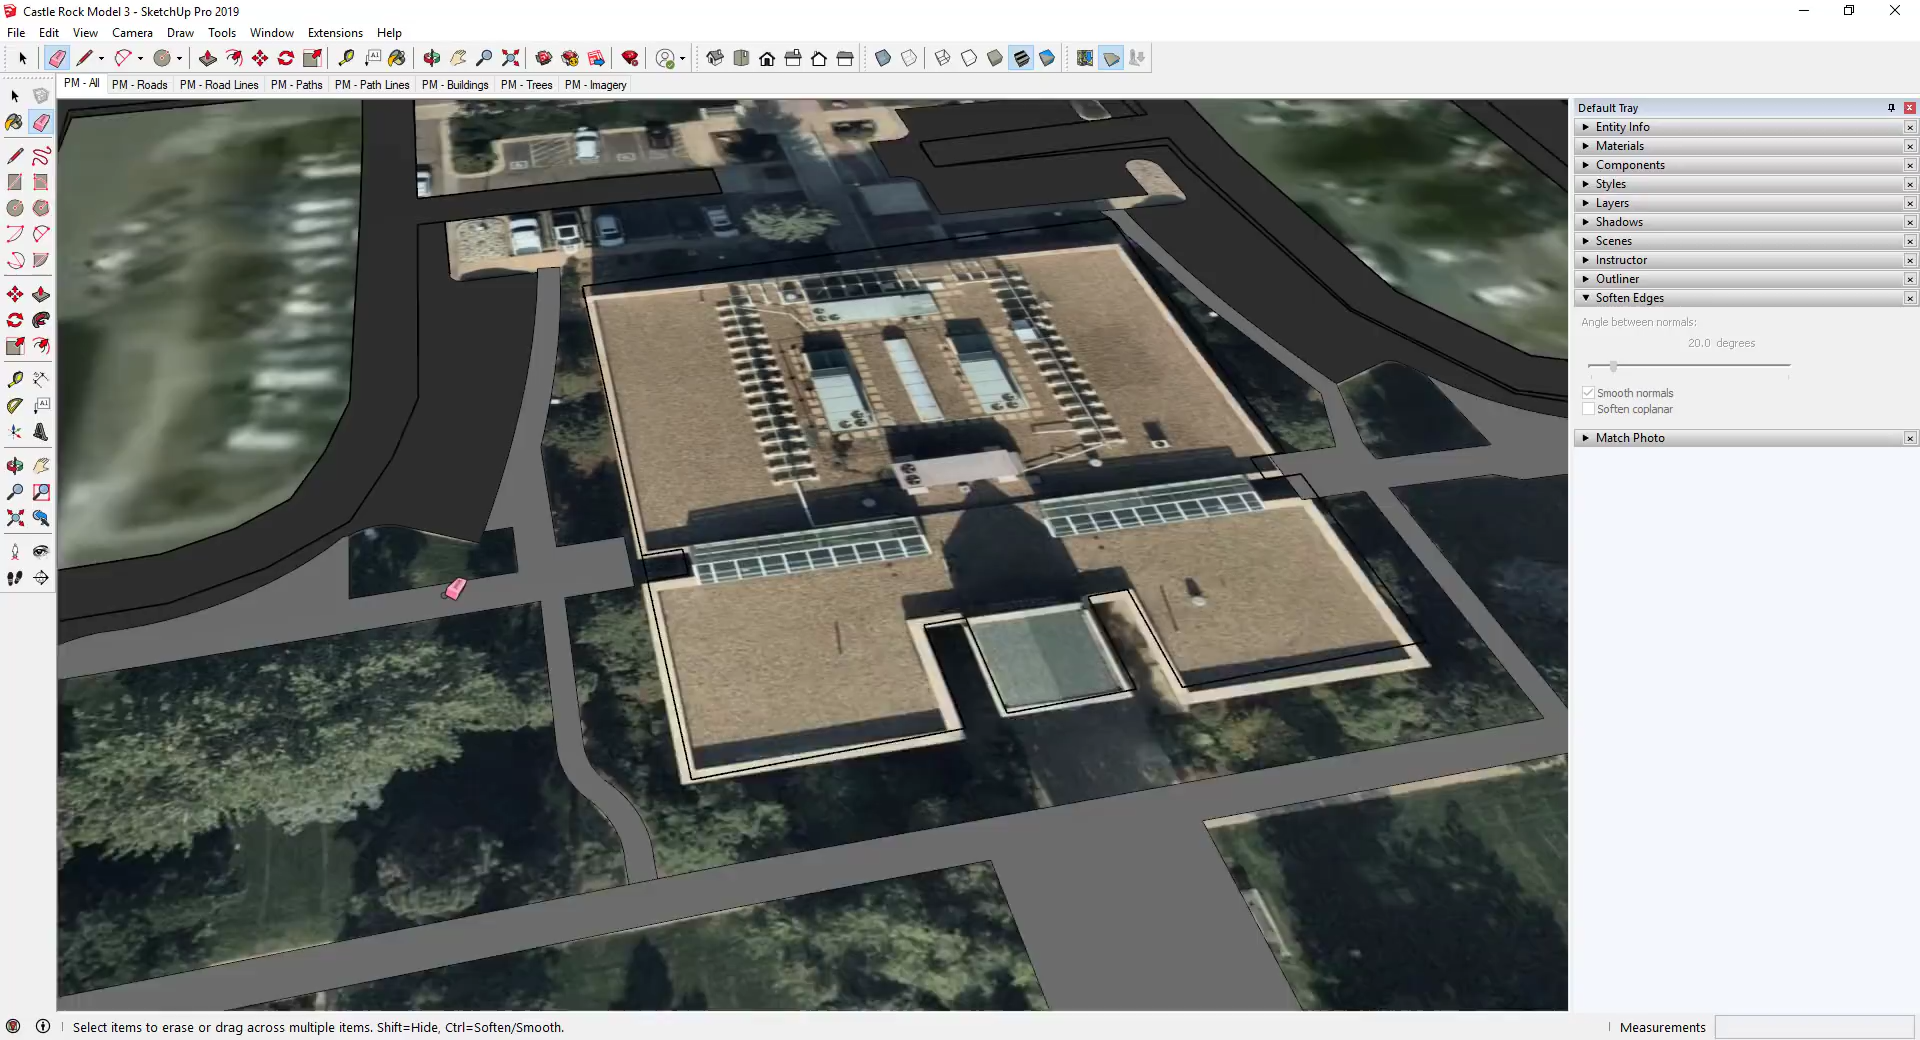 Castle Rock Model 3 - SketchUp Pro 2019
File Edit View Camera Draw Tools Window Extensions Help
PM - All PM - Roads PM - Road Lines PM - Paths PM - Path Lines PM - Buildings PM - Trees PM - Imagery
Default Tray
Entity Info
Materials
Components
Styles
Layers
Shadows
Scenes
Instructor
Outliner
Soften Edges
Angle between normals:
20.0 degrees
Smooth normals
Soften coplanar
Match Photo
Select items to erase or drag across multiple items. Shift=Hide, Ctrl=Soften/Smooth.
Measurements